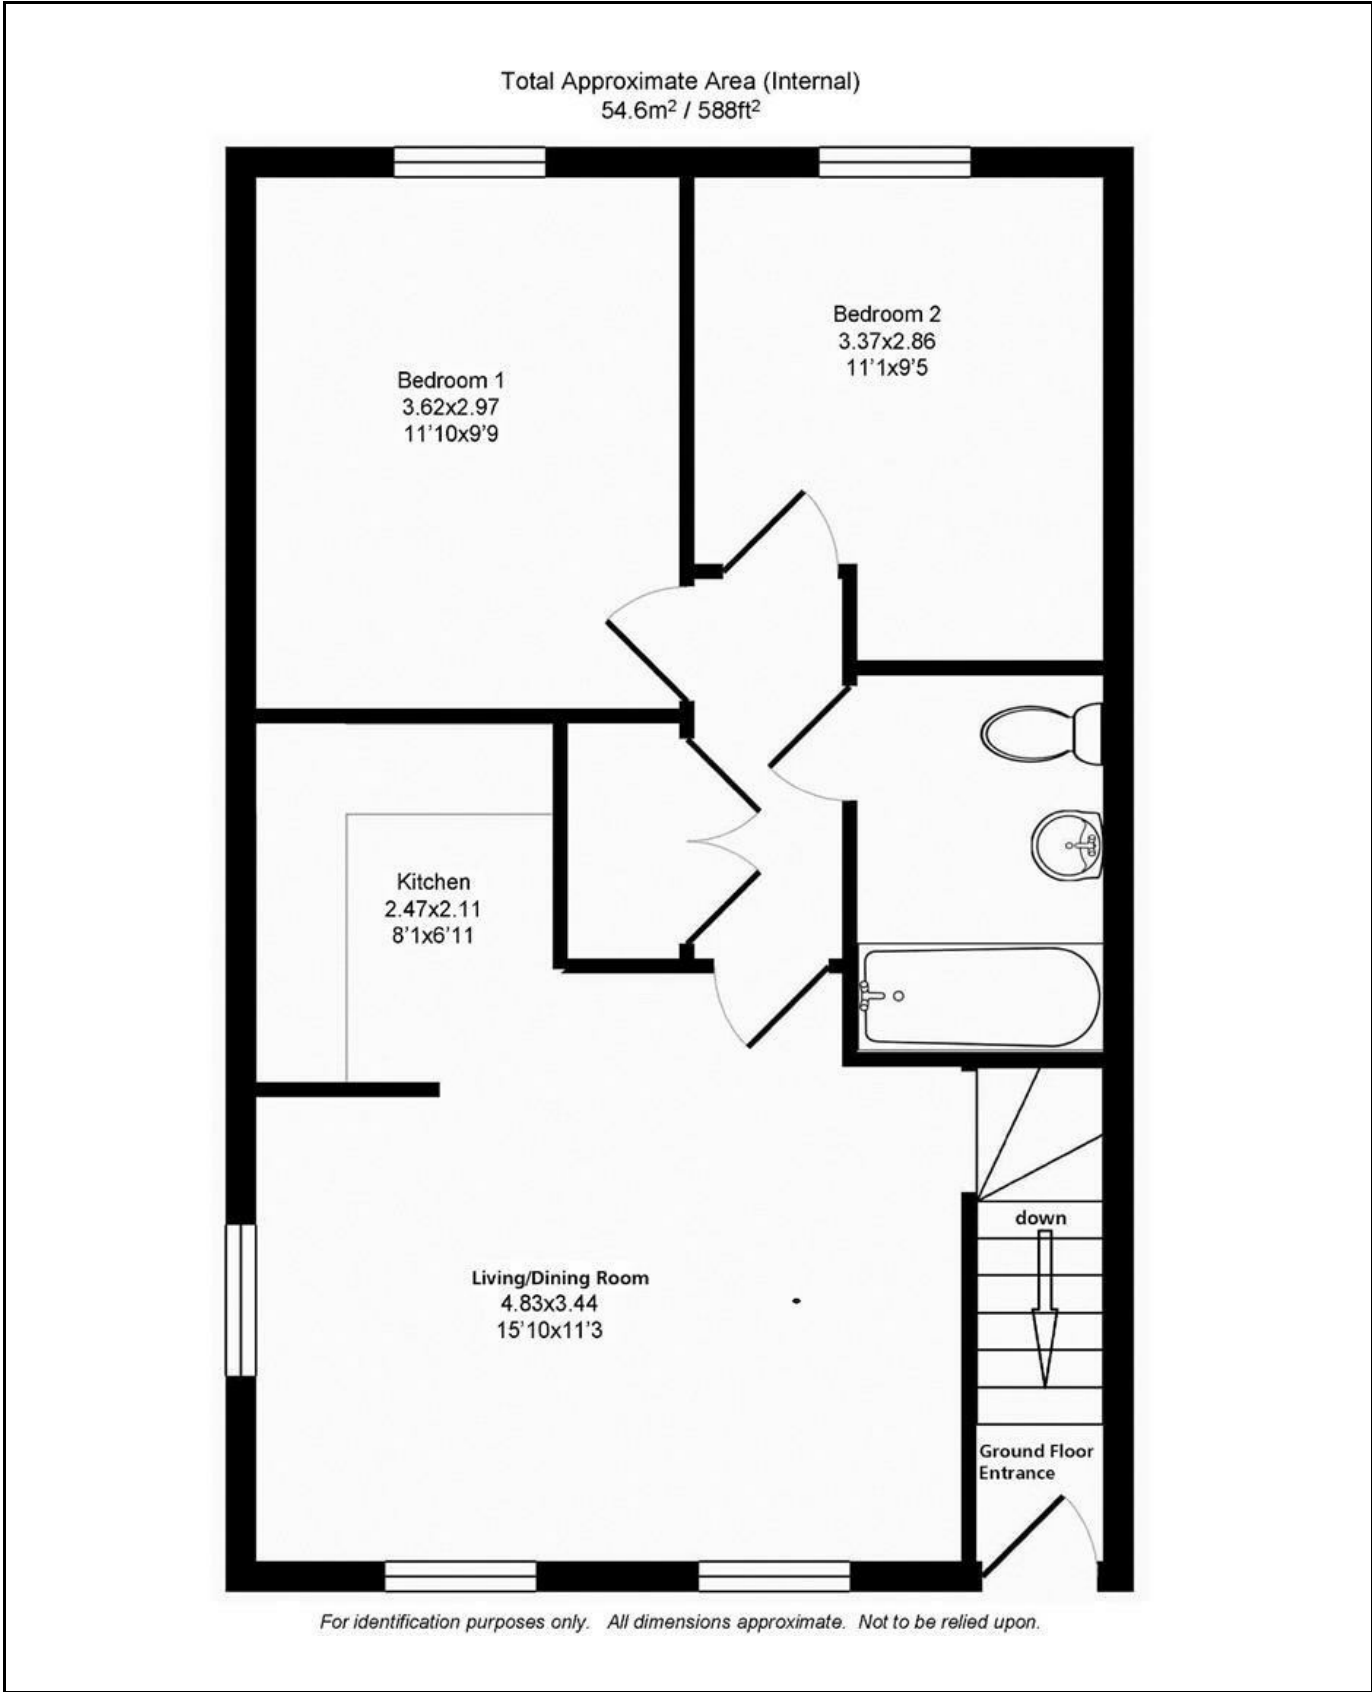 Total Approximate Area (Internal)
54.6m² / 588ft²
Bedroom 2
3.37x2.86
11'1x9'5
Bedroom 1
3.62x2.97
11'10x9'9
Kitchen
2.47x2.11
8'1x6'11
down
Living/Dining Room
4.83x3.44
15'10x11'3
Ground Floor
Entrance
For identification purposes only. All dimensions approximate. Not to be relied upon.